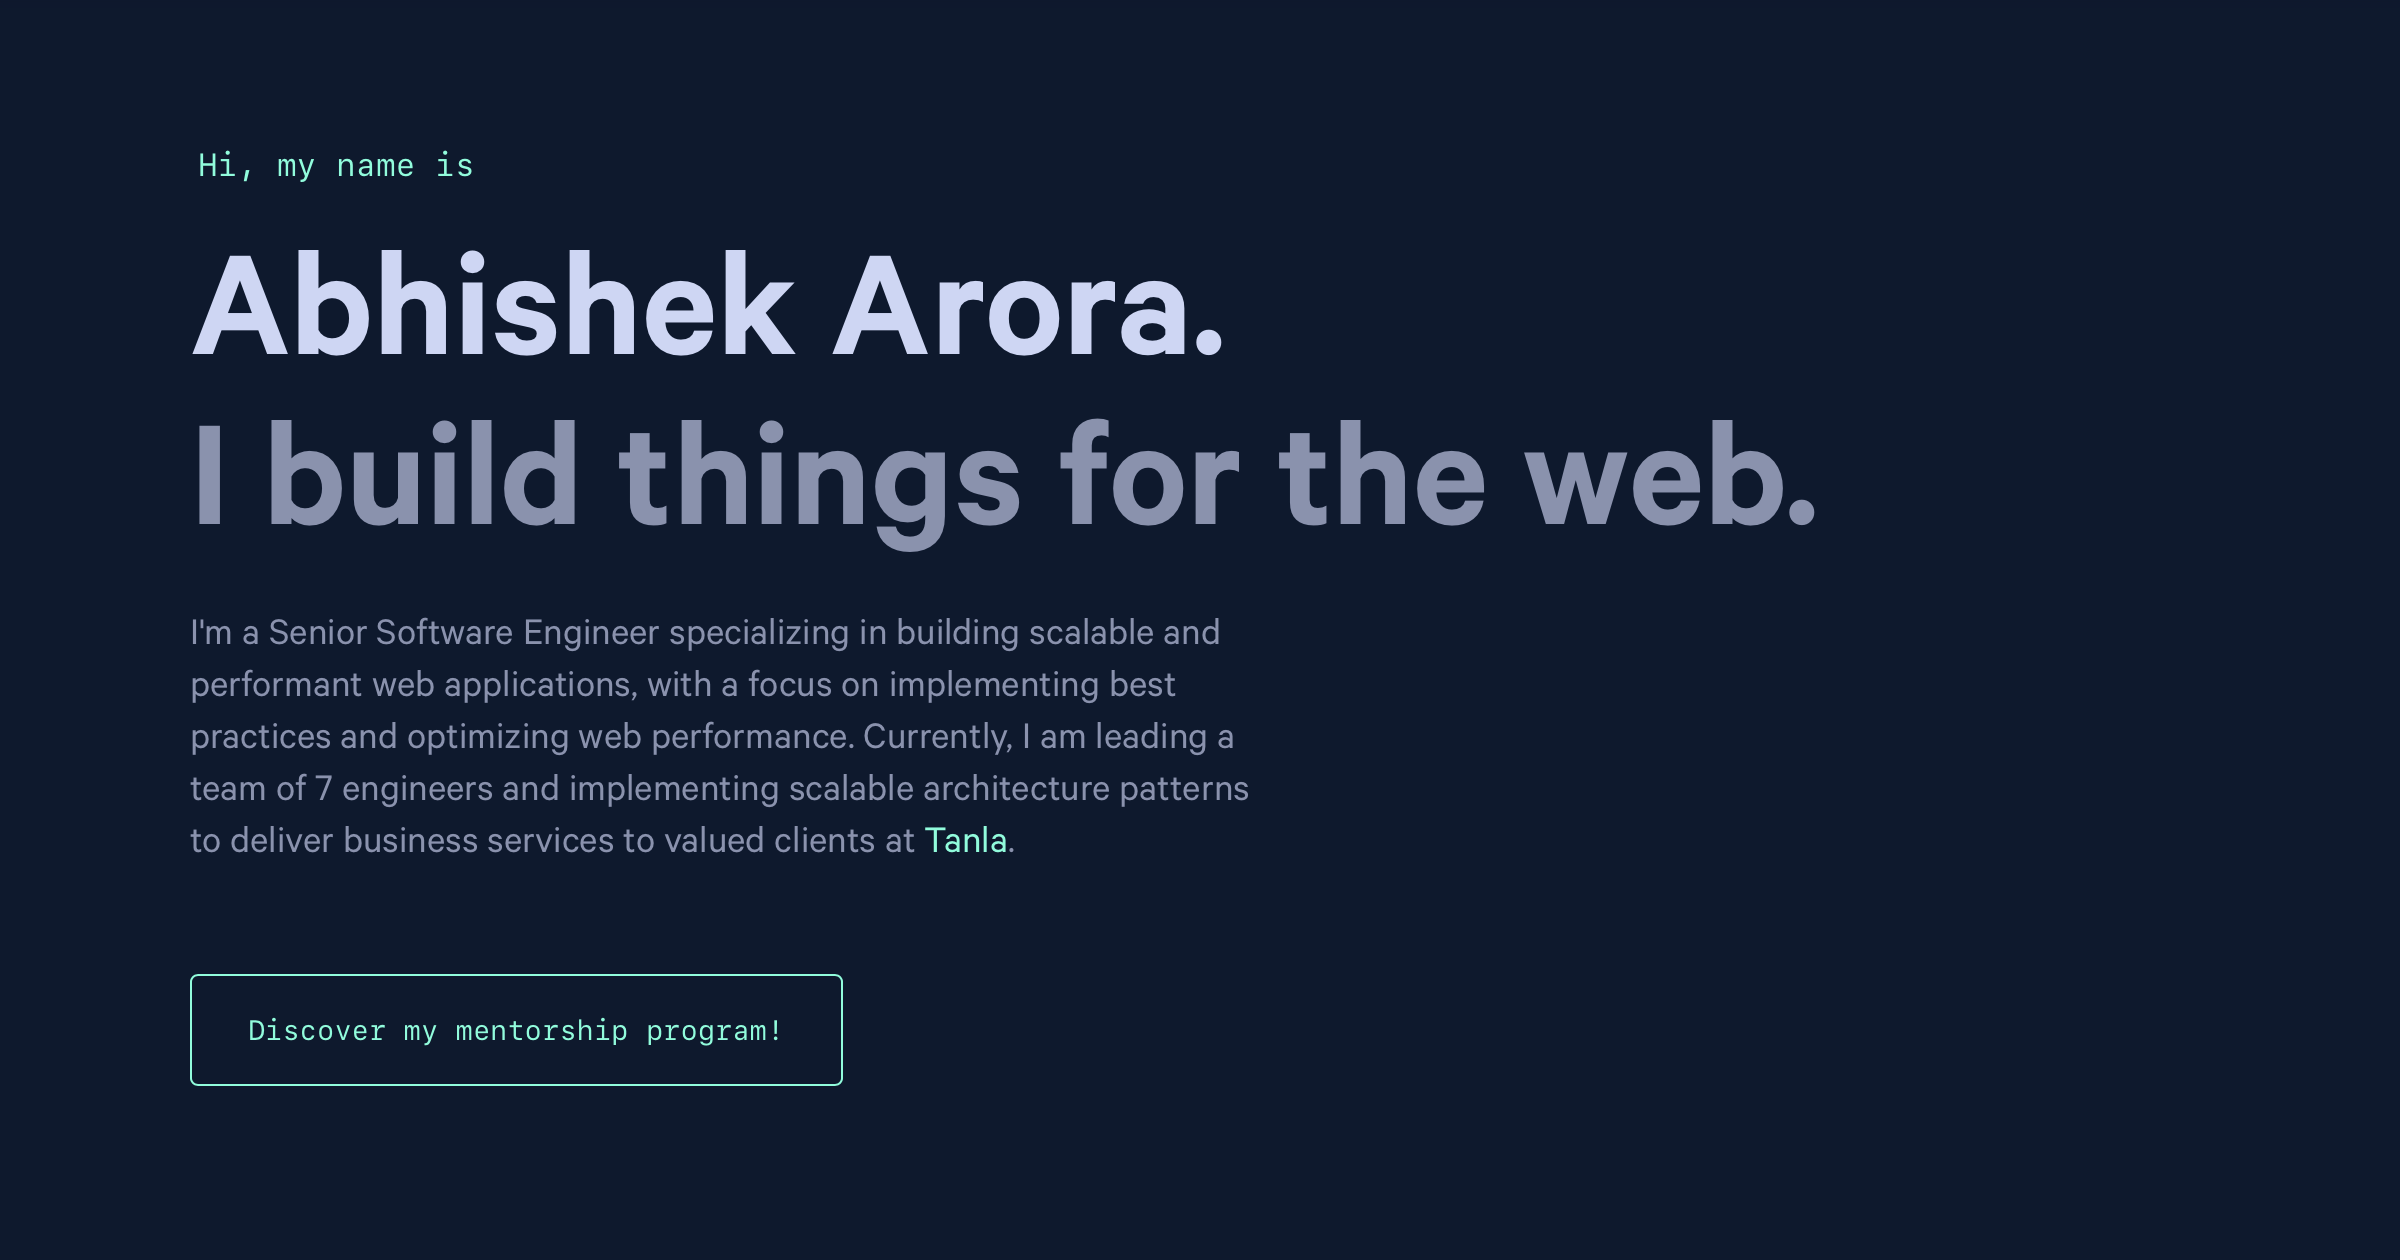 Hi, my name is
Abhishek Arora.
I build things for the web.
I'm a Senior Software Engineer specializing in building scalable and
performant web applications, with a focus on implementing best
practices and optimizing web performance. Currently, I am leading a
team of 7 engineers and implementing scalable architecture patterns
to deliver business services to valued clients at Tanla.
Discover my mentorship program!